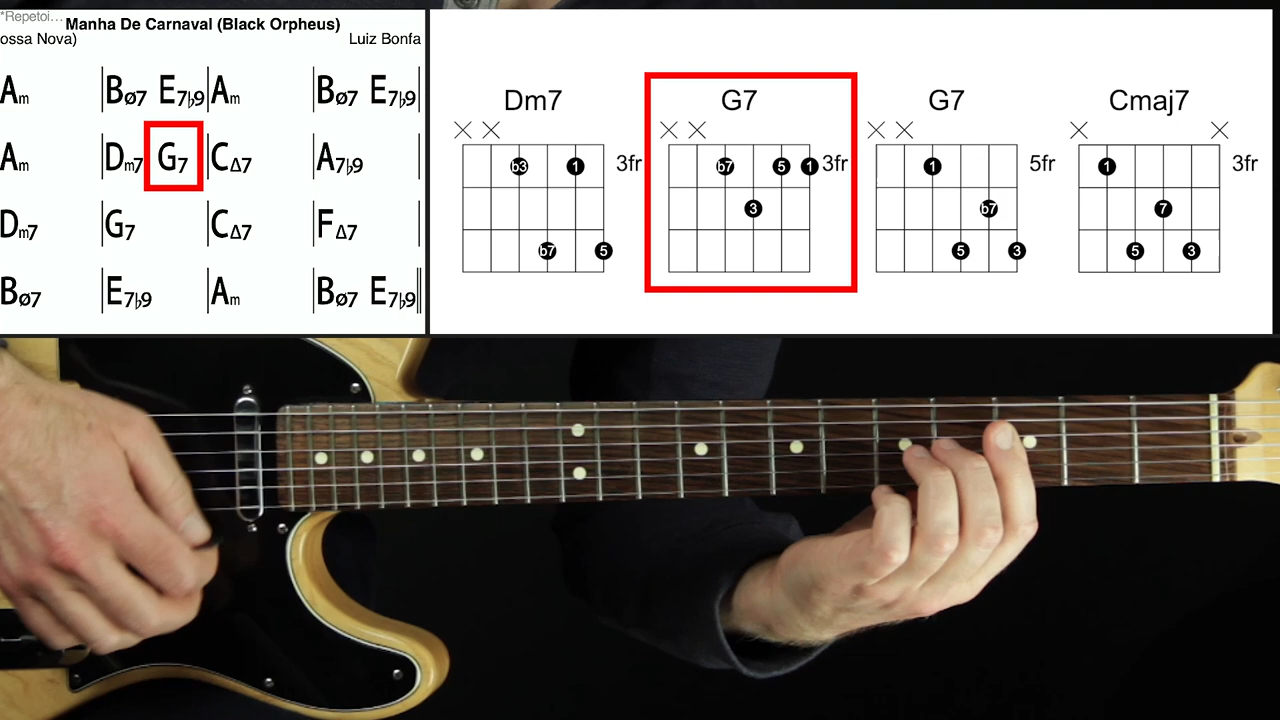 *Repetoi...
Manha De Carnaval (Black Orpheus)
ossa Nova) Luiz Bonfa
Am | Bø7 E7♭9 | Am | Bø7 E7♭9 |
Am | Dm7 G7 | C△7 | A7♭9 |
Dm7 | G7 | C△7 | F△7 |
Bø7 | E7♭9 | Am | Bø7 E7♭9 ||
Dm7 G7 G7 Cmaj7
b3 1 3fr
b7 5
b7 5 1 3fr
3
1 5fr
b7
5 3
1 3fr
7
5 3